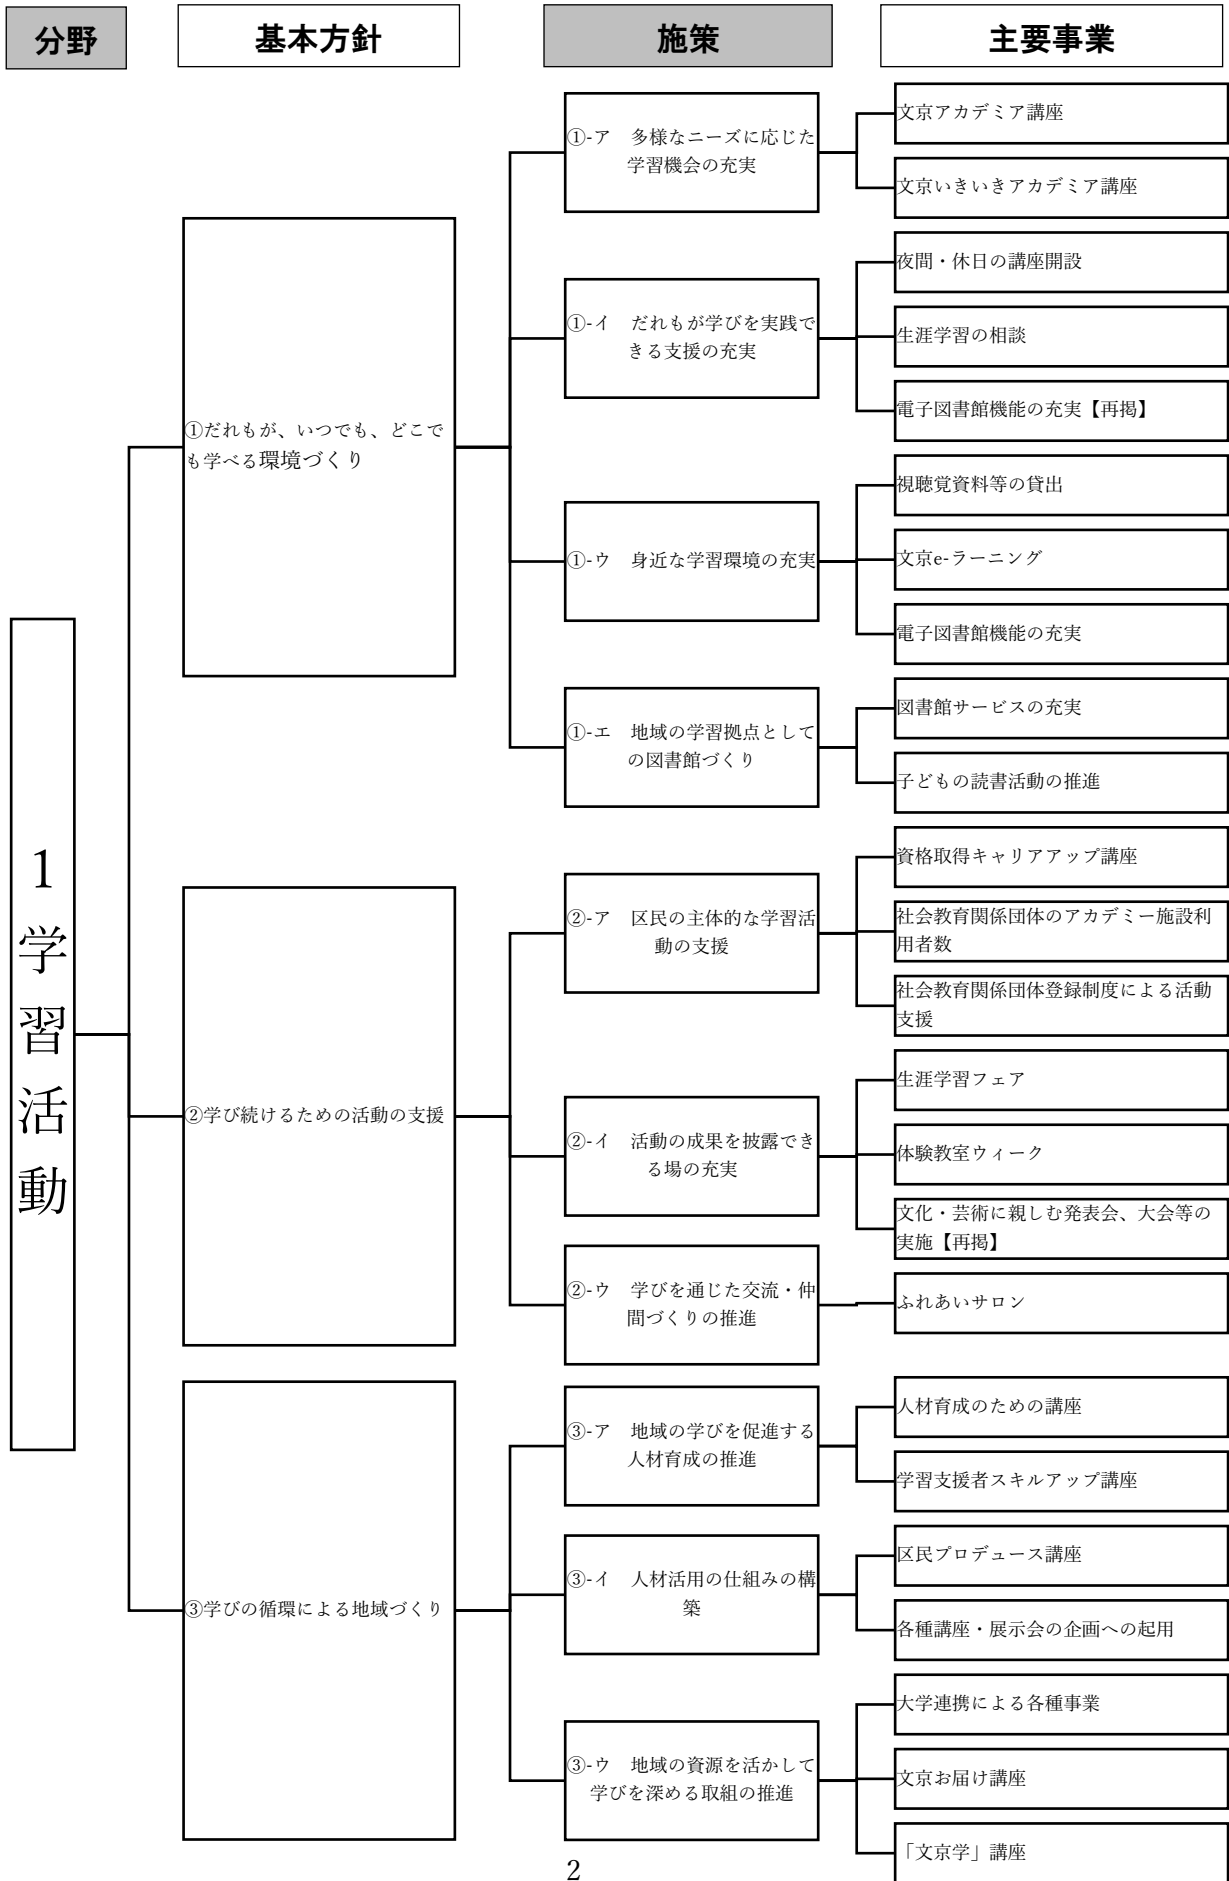 分野
基本方針
施策
主要事業
1
学
習
活
動
①だれもが、いつでも、どこで
も学べる環境づくり
①-ア　多様なニーズに応じた
学習機会の充実
文京アカデミア講座
文京いきいきアカデミア講座
①-イ　だれもが学びを実践で
きる支援の充実
夜間・休日の講座開設
生涯学習の相談
電子図書館機能の充実【再掲】
①-ウ　身近な学習環境の充実
視聴覚資料等の貸出
文京e-ラーニング
電子図書館機能の充実
①-エ　地域の学習拠点として
の図書館づくり
図書館サービスの充実
子どもの読書活動の推進
②学び続けるための活動の支援
②-ア　区民の主体的な学習活
動の支援
資格取得キャリアアップ講座
社会教育関係団体のアカデミー施設利
用者数
社会教育関係団体登録制度による活動
支援
②-イ　活動の成果を披露でき
る場の充実
生涯学習フェア
体験教室ウィーク
文化・芸術に親しむ発表会、大会等の
実施【再掲】
②-ウ　学びを通じた交流・仲
間づくりの推進
ふれあいサロン
③学びの循環による地域づくり
③-ア　地域の学びを促進する
人材育成の推進
人材育成のための講座
学習支援者スキルアップ講座
③-イ　人材活用の仕組みの構
築
区民プロデュース講座
各種講座・展示会の企画への起用
③-ウ　地域の資源を活かして
学びを深める取組の推進
大学連携による各種事業
文京お届け講座
「文京学」講座
2